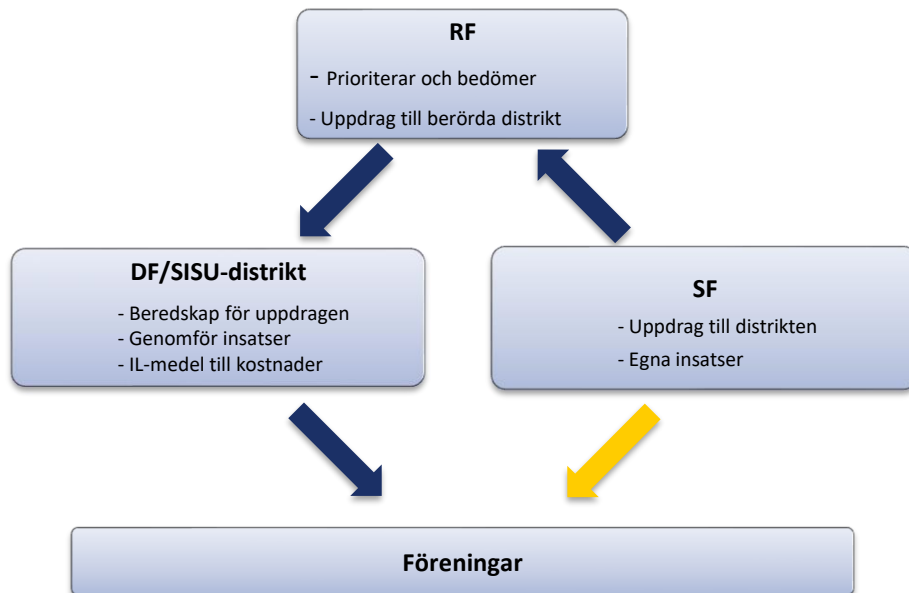 RF
- Prioriterar och bedömer
- Uppdrag till berörda distrikt
DF/SISU-distrikt
- Beredskap för uppdragen
- Genomför insatser
- IL-medel till kostnader
SF
- Uppdrag till distrikten
- Egna insatser
Föreningar